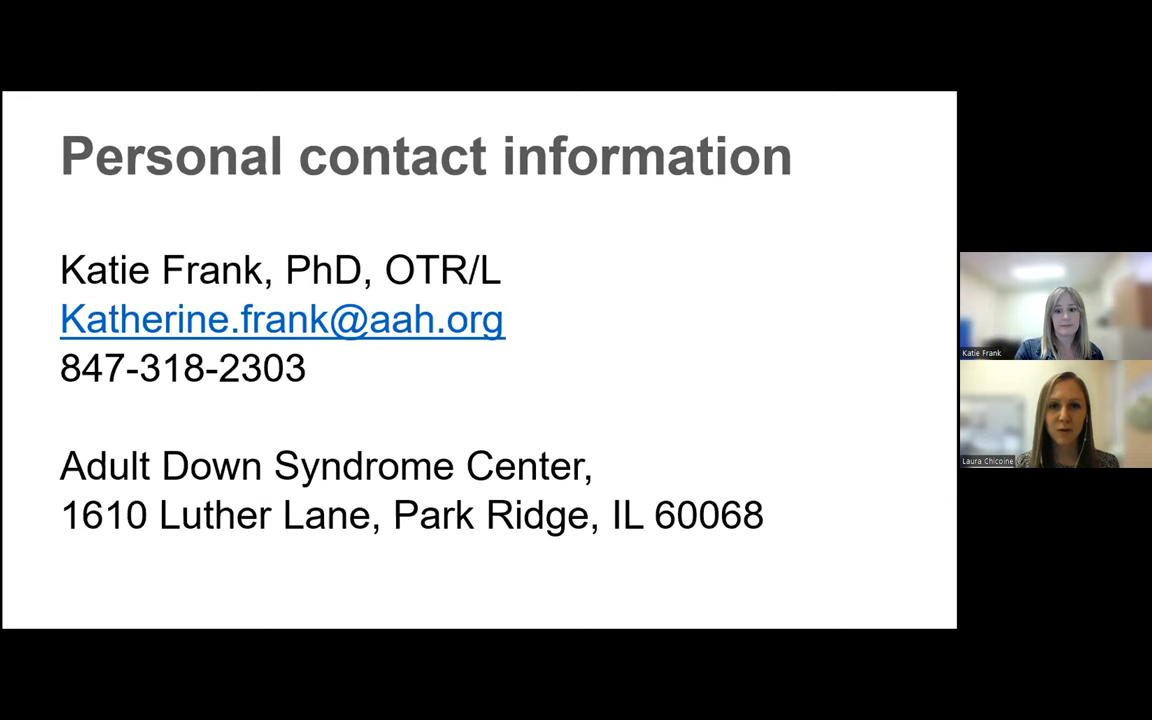 Personal contact information
Katie Frank, PhD, OTR/L
Katherine.frank@aah.org
847-318-2303
Adult Down Syndrome Center,
1610 Luther Lane, Park Ridge, IL 60068
Katie Frank
Laura Chicoine